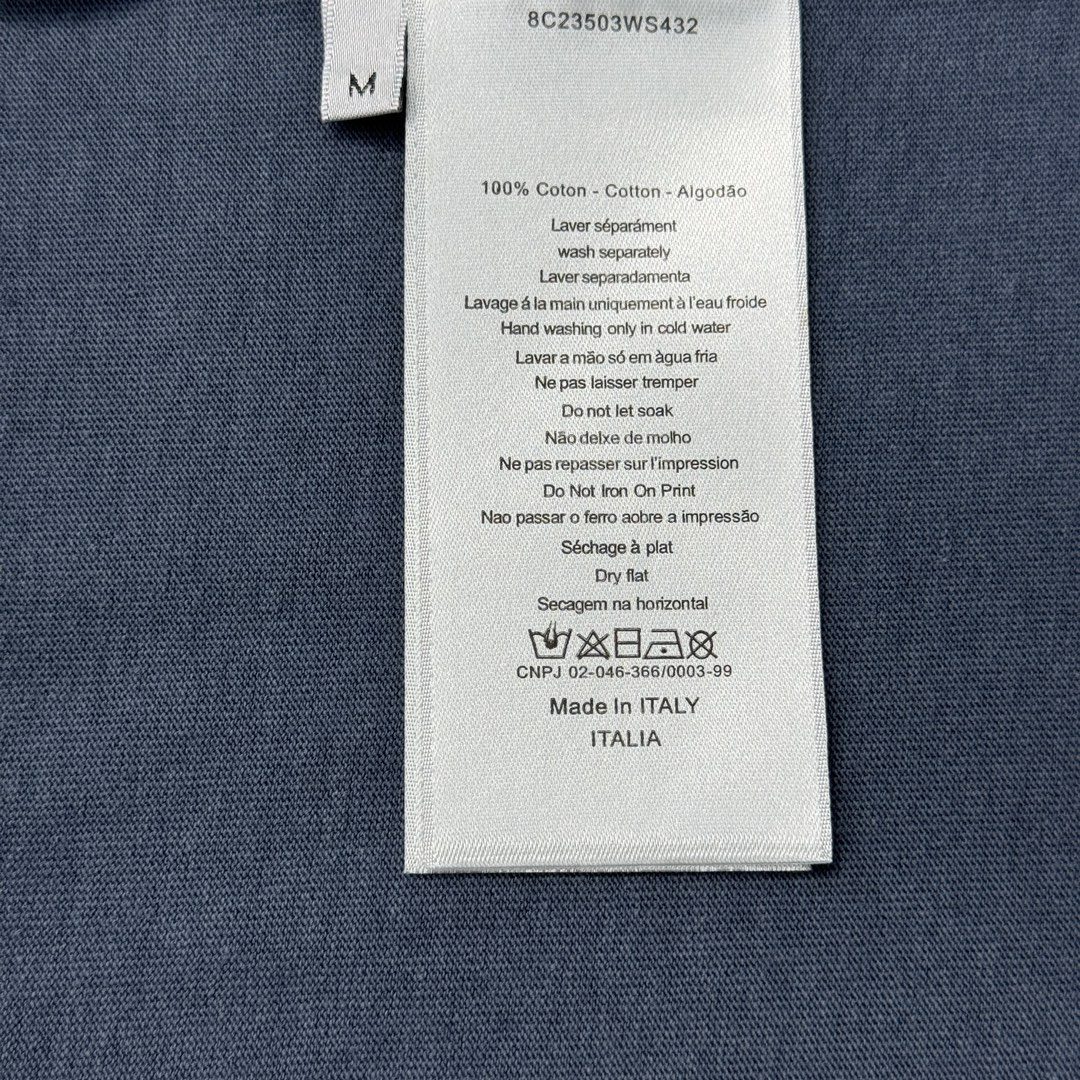 M
8C23503WS432
100% Coton - Cotton - Algodão
Laver séparáment
wash separately
Laver separadamenta
Lavage á la main uniquement à l'eau froide
Hand washing only in cold water
Lavar a mão só em àgua fria
Ne pas laisser tremper
Do not let soak
Não delxe de molho
Ne pas repasser sur l'impression
Do Not Iron On Print
Nao passar o ferro aobre a impressão
Séchage à plat
Dry flat
Secagem na horizontal
CNPJ 02-046-366/0003-99
Made In ITALY
ITALIA